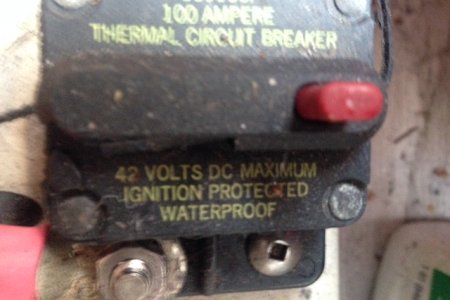 100 AMPERE
THERMAL CIRCUIT BREAKER
42 VOLTS DC MAXIMUM
IGNITION PROTECTED
WATERPROOF